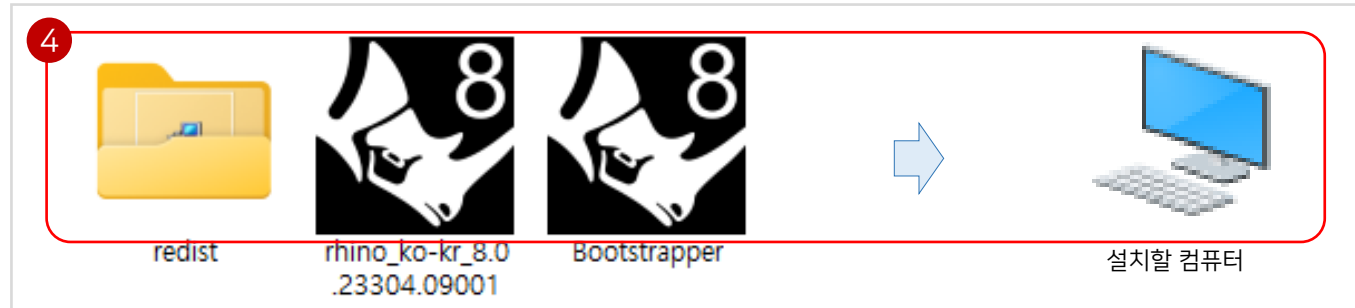 4
8
8
redist
rhino_ko-kr_8.0
.23304.09001
Bootstrapper
설치할 컴퓨터